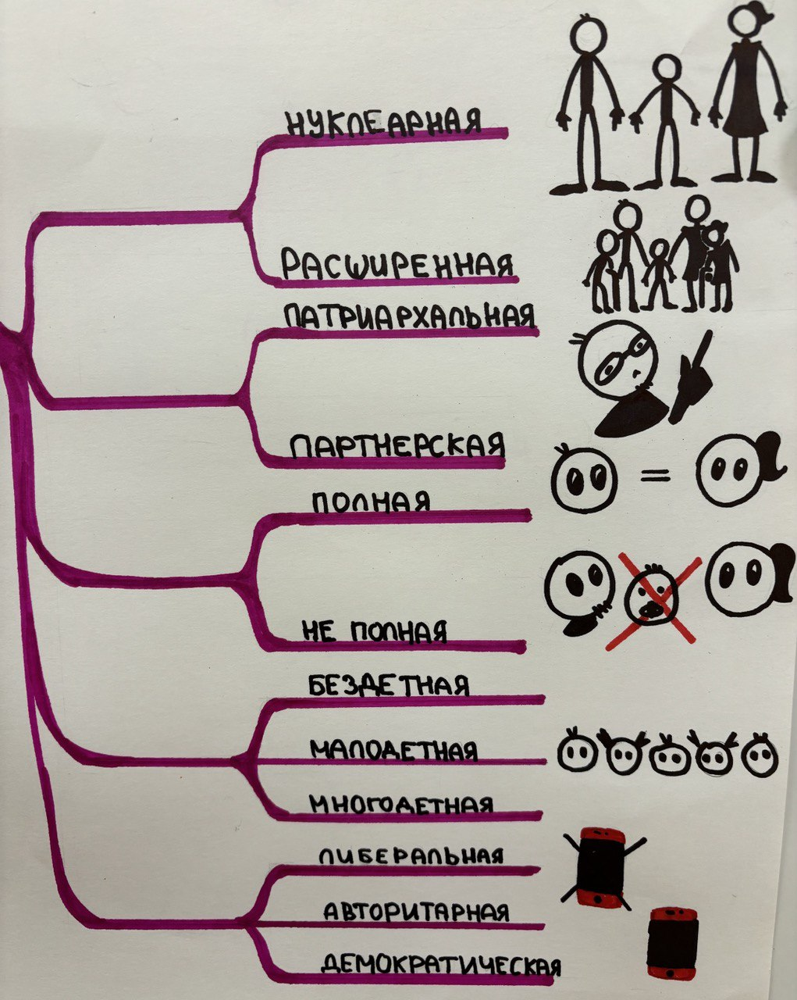 НУКЛЕАРНАЯ
РАСШИРЕННАЯ
ПАТРИАРХАЛЬНАЯ
ПАРТНЕРСКАЯ
=
ПОЛНАЯ
НЕ ПОЛНАЯ
БЕЗДЕТНАЯ
МАЛОДЕТНАЯ
МНОГОДЕТНАЯ
ЛИБЕРАЛЬНАЯ
АВТОРИТАРНАЯ
ДЕМОКРАТИЧЕСКАЯ